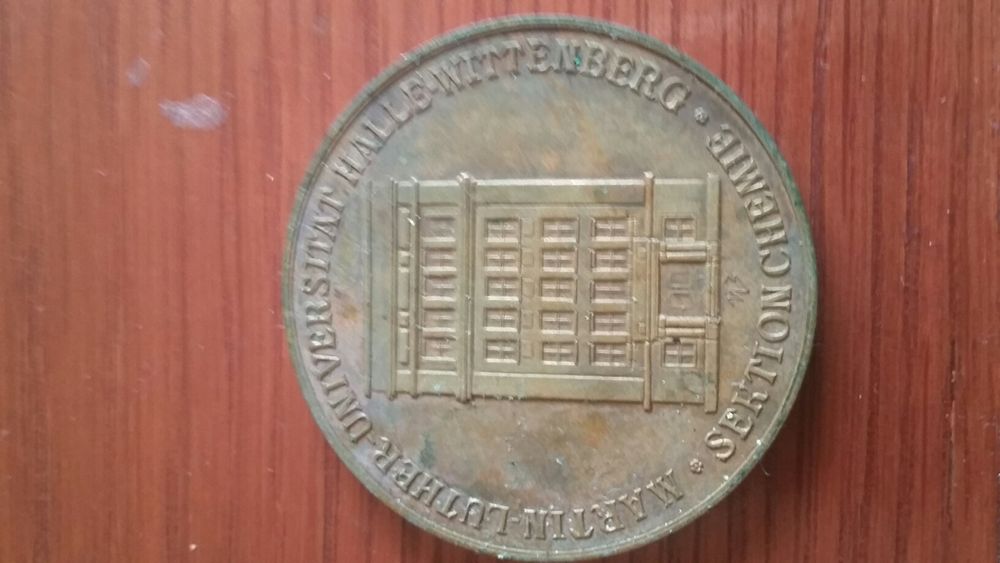 MARTIN-LUTHER-UNIVERSITÄT HALLE-WITTENBERG
SEKTION CHEMIE